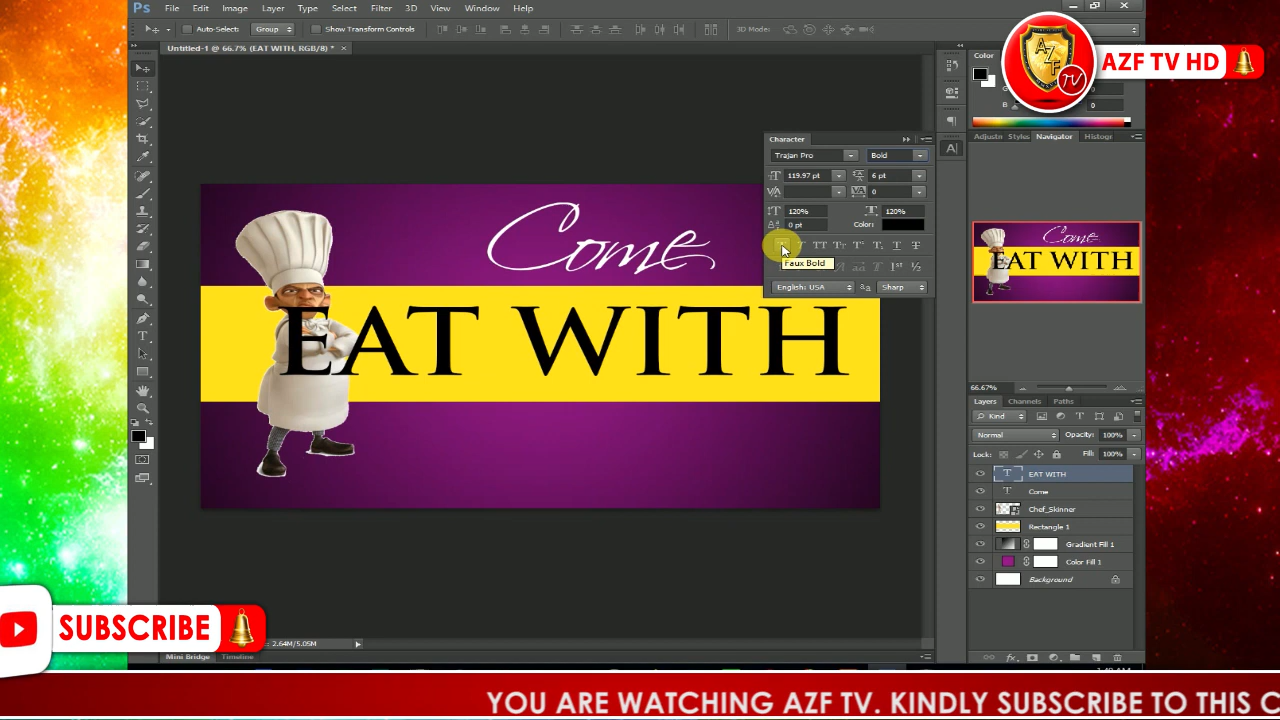 Ps File Edit Image Layer Type Select Filter 3D View Window Help
Auto-Select: Group Show Transform Controls 3D Mode:
Untitled-1 @ 66.7% (EAT WITH, RGB/8) * ×
AZF TV
AZF TV HD
Color
0
B 0
Adjustm Styles Navigator Histogr
Character
Trajan Pro Bold
119.97 pt 6 pt
0
120% 120%
0 pt Color:
Faux Bold
English: USA Sharp
Come
EAT WITH
Come
EAT WITH
66.67%
Layers Channels Paths
Kind
Normal Opacity: 100%
Lock: Fill: 100%
EAT WITH
Come
Chef_Skinner
Rectangle 1
Gradient Fill 1
Color Fill 1
Background
SUBSCRIBE
2.64M/5.05M
Mini Bridge Timeline
YOU ARE WATCHING AZF TV. KINDLY SUBSCRIBE TO THIS C